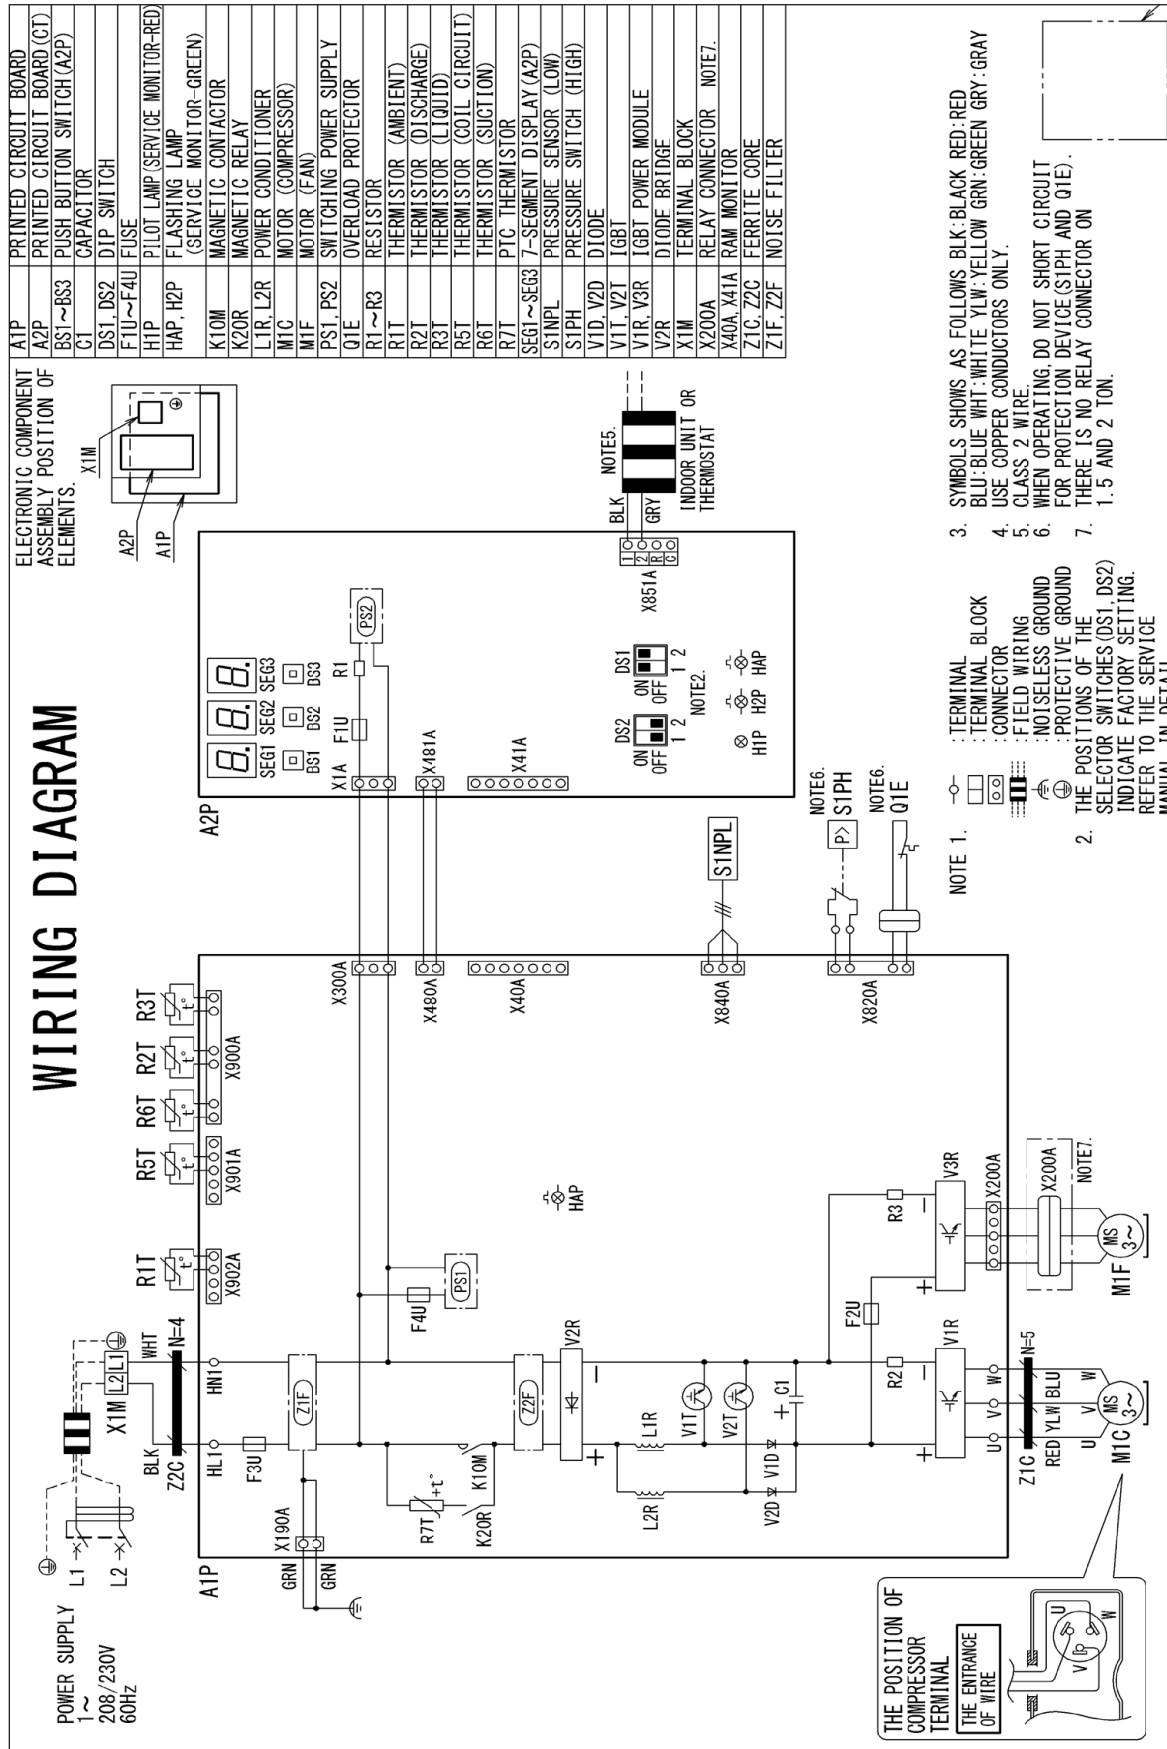 WIRING DIAGRAM
POWER SUPPLY
1~
208/230V
60Hz
L1
L2
X1M
L2 L1
BLK
WHT
Z2C
N=4
R1T
t°
R5T
t°
R6T
t°
R2T
t°
R3T
t°
X902A
X901A
X900A
A1P
HL1
HN1
F3U
X190A
GRN
GRN
Z1F
X300A
X480A
X40A
X840A
X820A
F4U
PS1
HAP
R7T
+t°
K20R
K10M
Z2F
V2R
+
−
L2R
L1R
V1T
V2T
V2D
V1D
+
C1
F2U
R2
R3
+
−
V1R
+
−
V3R
X200A
X200A
NOTE7.
U
V
W
Z1C
N=5
RED YLW BLU
U
V
W
MS
3~
M1C
MS
3~
M1F
A2P
SEG1
SEG2
SEG3
BS1
BS2
BS3
X1A
F1U
R1
PS2
X481A
X41A
DS2
ON
OFF
1 2
DS1
ON
OFF
1 2
NOTE2.
H1P
H2P
HAP
X851A
1
2
R
C
BLK
GRY
NOTE5.
INDOOR UNIT OR
THERMOSTAT
S1NPL
NOTE6.
P>
S1PH
NOTE6.
Q1E
THE POSITION OF
COMPRESSOR
TERMINAL
THE ENTRANCE
OF WIRE
U
V
W
ELECTRONIC COMPONENT
ASSEMBLY POSITION OF
ELEMENTS.
X1M
A2P
A1P
A1P PRINTED CIRCUIT BOARD
A2P PRINTED CIRCUIT BOARD(CT)
BS1~BS3 PUSH BUTTON SWITCH(A2P)
C1 CAPACITOR
DS1, DS2 DIP SWITCH
F1U~F4U FUSE
H1P PILOT LAMP(SERVICE MONITOR-RED)
HAP, H2P FLASHING LAMP
(SERVICE MONITOR-GREEN)
K10M MAGNETIC CONTACTOR
K20R MAGNETIC RELAY
L1R, L2R POWER CONDITIONER
M1C MOTOR (COMPRESSOR)
M1F MOTOR (FAN)
PS1, PS2 SWITCHING POWER SUPPLY
Q1E OVERLOAD PROTECTOR
R1~R3 RESISTOR
R1T THERMISTOR (AMBIENT)
R2T THERMISTOR (DISCHARGE)
R3T THERMISTOR (LIQUID)
R5T THERMISTOR (COIL CIRCUIT)
R6T THERMISTOR (SUCTION)
R7T PTC THERMISTOR
SEG1~SEG3 7-SEGMENT DISPLAY(A2P)
S1NPL PRESSURE SENSOR (LOW)
S1PH PRESSURE SWITCH (HIGH)
V1D, V2D DIODE
V1T, V2T IGBT
V1R, V3R IGBT POWER MODULE
V2R DIODE BRIDGE
X1M TERMINAL BLOCK
X200A RELAY CONNECTOR NOTE7.
X40A, X41A RAM MONITOR
Z1C, Z2C FERRITE CORE
Z1F, Z2F NOISE FILTER
NOTE 1.
:TERMINAL
:TERMINAL BLOCK
:CONNECTOR
:FIELD WIRING
:NOISELESS GROUND
:PROTECTIVE GROUND
2. THE POSITIONS OF THE
SELECTOR SWITCHES(DS1, DS2)
INDICATE FACTORY SETTING.
REFER TO THE SERVICE
MANUAL IN DETAIL
3. SYMBOLS SHOWS AS FOLLOWS BLK:BLACK RED:RED
BLU:BLUE WHT:WHITE YLW:YELLOW GRN:GREEN GRY:GRAY
4. USE COPPER CONDUCTORS ONLY.
5. CLASS 2 WIRE.
6. WHEN OPERATING, DO NOT SHORT CIRCUIT
FOR PROTECTION DEVICE(S1PH AND Q1E).
7. THERE IS NO RELAY CONNECTOR ON
1.5 AND 2 TON.